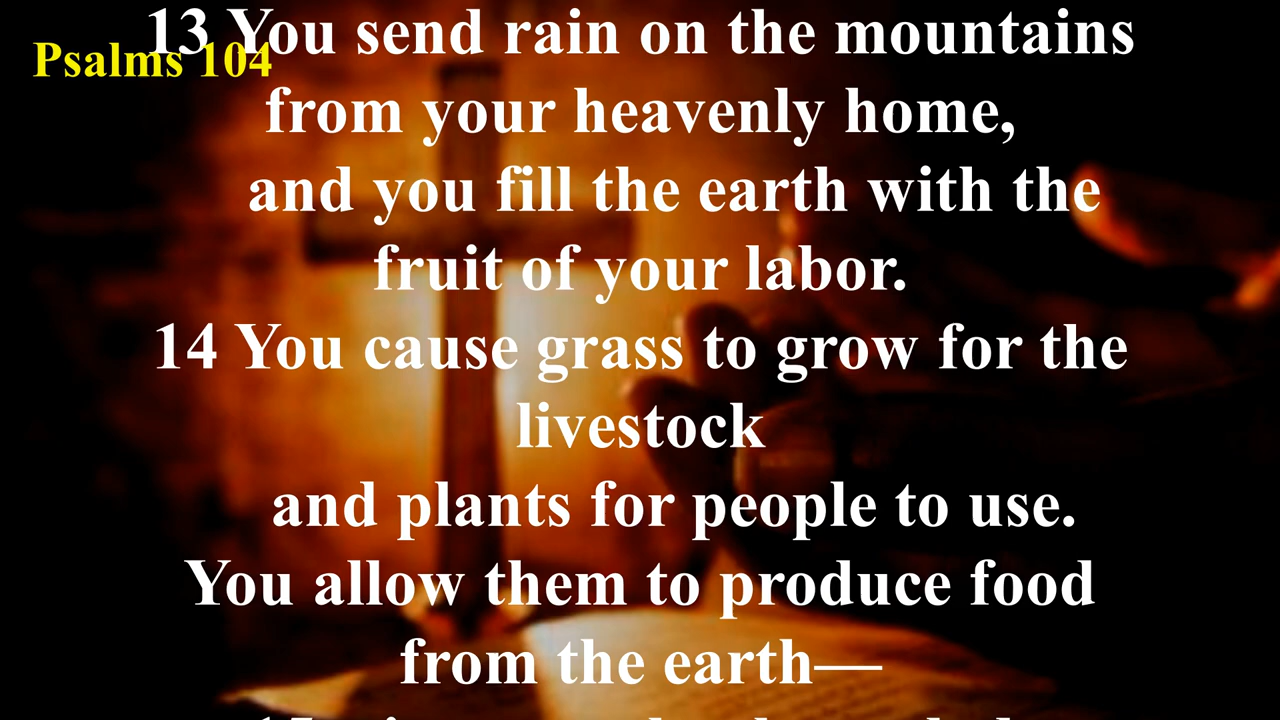 Psalms 104
13 You send rain on the mountains
from your heavenly home,
and you fill the earth with the
fruit of your labor.
14 You cause grass to grow for the
livestock
and plants for people to use.
You allow them to produce food
from the earth—